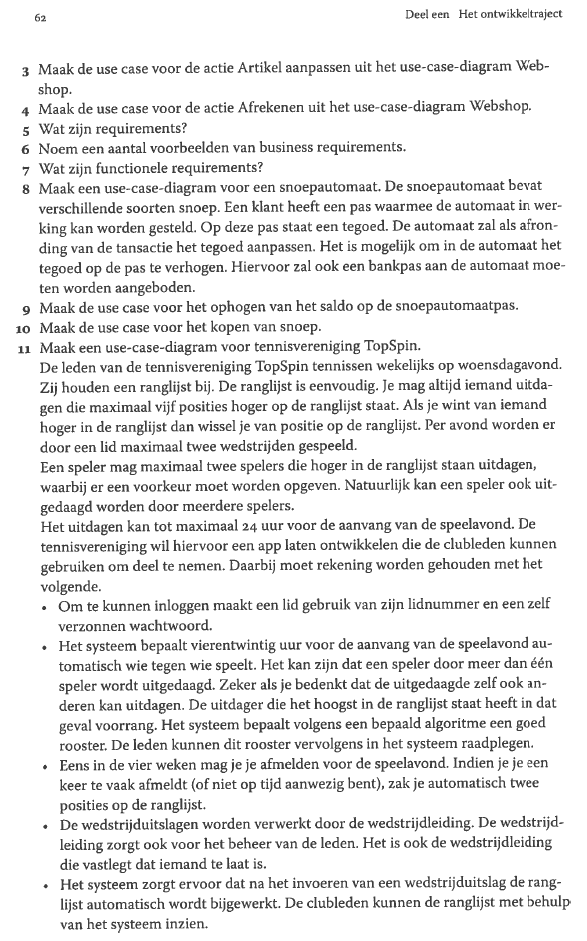 62
Deel een Het ontwikkeltraject
3 Maak de use case voor de actie Artikel aanpassen uit het use-case-diagram Web-
shop.
4 Maak de use case voor de actie Afrekenen uit het use-case-diagram Webshop.
5 Wat zijn requirements?
6 Noem een aantal voorbeelden van business requirements.
7 Wat zijn functionele requirements?
8 Maak een use-case-diagram voor een snoepautomaat. De snoepautomaat bevat
verschillende soorten snoep. Een klant heeft een pas waarmee de automaat in wer-
king kan worden gesteld. Op deze pas staat een tegoed. De automaat zal als afron-
ding van de tansactie het tegoed aanpassen. Het is mogelijk om in de automaat het
tegoed op de pas te verhogen. Hiervoor zal ook een bankpas aan de automaat moe-
ten worden aangeboden.
9 Maak de use case voor het ophogen van het saldo op de snoepautomaatpas.
10 Maak de use case voor het kopen van snoep.
11 Maak een use-case-diagram voor tennisvereniging TopSpin.
De leden van de tennisvereniging TopSpin tennissen wekelijks op woensdagavond.
Zij houden een ranglijst bij. De ranglijst is eenvoudig. Je mag altijd iemand uitda-
gen die maximaal vijf posities hoger op de ranglijst staat. Als je wint van iemand
hoger in de ranglijst dan wissel je van positie op de ranglijst. Per avond worden er
door een lid maximaal twee wedstrijden gespeeld.
Een speler mag maximaal twee spelers die hoger in de ranglijst staan uitdagen,
waarbij er een voorkeur moet worden opgeven. Natuurlijk kan een speler ook uit-
gedaagd worden door meerdere spelers.
Het uitdagen kan tot maximaal 24 uur voor de aanvang van de speelavond. De
tennisvereniging wil hiervoor een app laten ontwikkelen die de clubleden kunnen
gebruiken om deel te nemen. Daarbij moet rekening worden gehouden met het
volgende.
• Om te kunnen inloggen maakt een lid gebruik van zijn lidnummer en een zelf
verzonnen wachtwoord.
• Het systeem bepaalt vierentwintig uur voor de aanvang van de speelavond au-
tomatisch wie tegen wie speelt. Het kan zijn dat een speler door meer dan één
speler wordt uitgedaagd. Zeker als je bedenkt dat de uitgedaagde zelf ook an-
deren kan uitdagen. De uitdager die het hoogst in de ranglijst staat heeft in dat
geval voorrang. Het systeem bepaalt volgens een bepaald algoritme een goed
rooster. De leden kunnen dit rooster vervolgens in het systeem raadplegen.
• Eens in de vier weken mag je je afmelden voor de speelavond. Indien je je een
keer te vaak afmeldt (of niet op tijd aanwezig bent), zak je automatisch twee
posities op de ranglijst.
• De wedstrijduitslagen worden verwerkt door de wedstrijdleiding. De wedstrijd-
leiding zorgt ook voor het beheer van de leden. Het is ook de wedstrijdleiding
die vastlegt dat iemand te laat is.
• Het systeem zorgt ervoor dat na het invoeren van een wedstrijduitslag de rang-
lijst automatisch wordt bijgewerkt. De clubleden kunnen de ranglijst met behulp
van het systeem inzien.